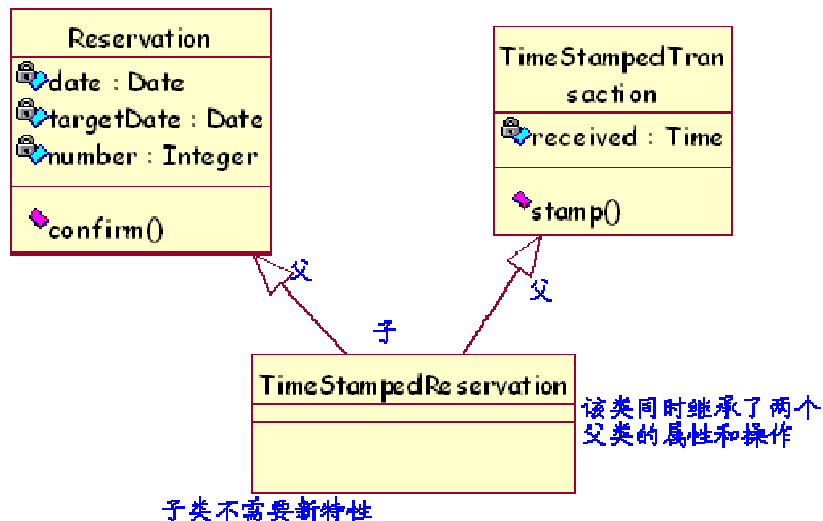 Reservation
date : Date
targetDate : Date
number : Integer
confirm()
TimeStampedTran
saction
received : Time
stamp()
父
父
子
TimeStampedReservation
该类同时继承了两个
父类的属性和操作
子类不需要新特性